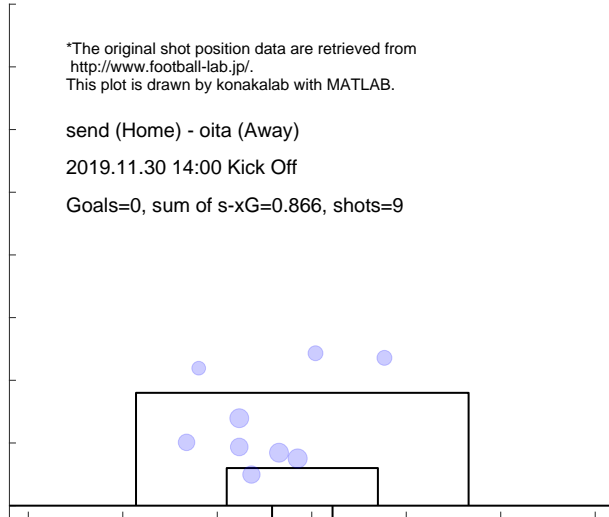 *The original shot position data are retrieved from
http://www.football-lab.jp/.
This plot is drawn by konakalab with MATLAB.
send (Home) - oita (Away)
2019.11.30 14:00 Kick Off
Goals=0, sum of s-xG=0.866, shots=9